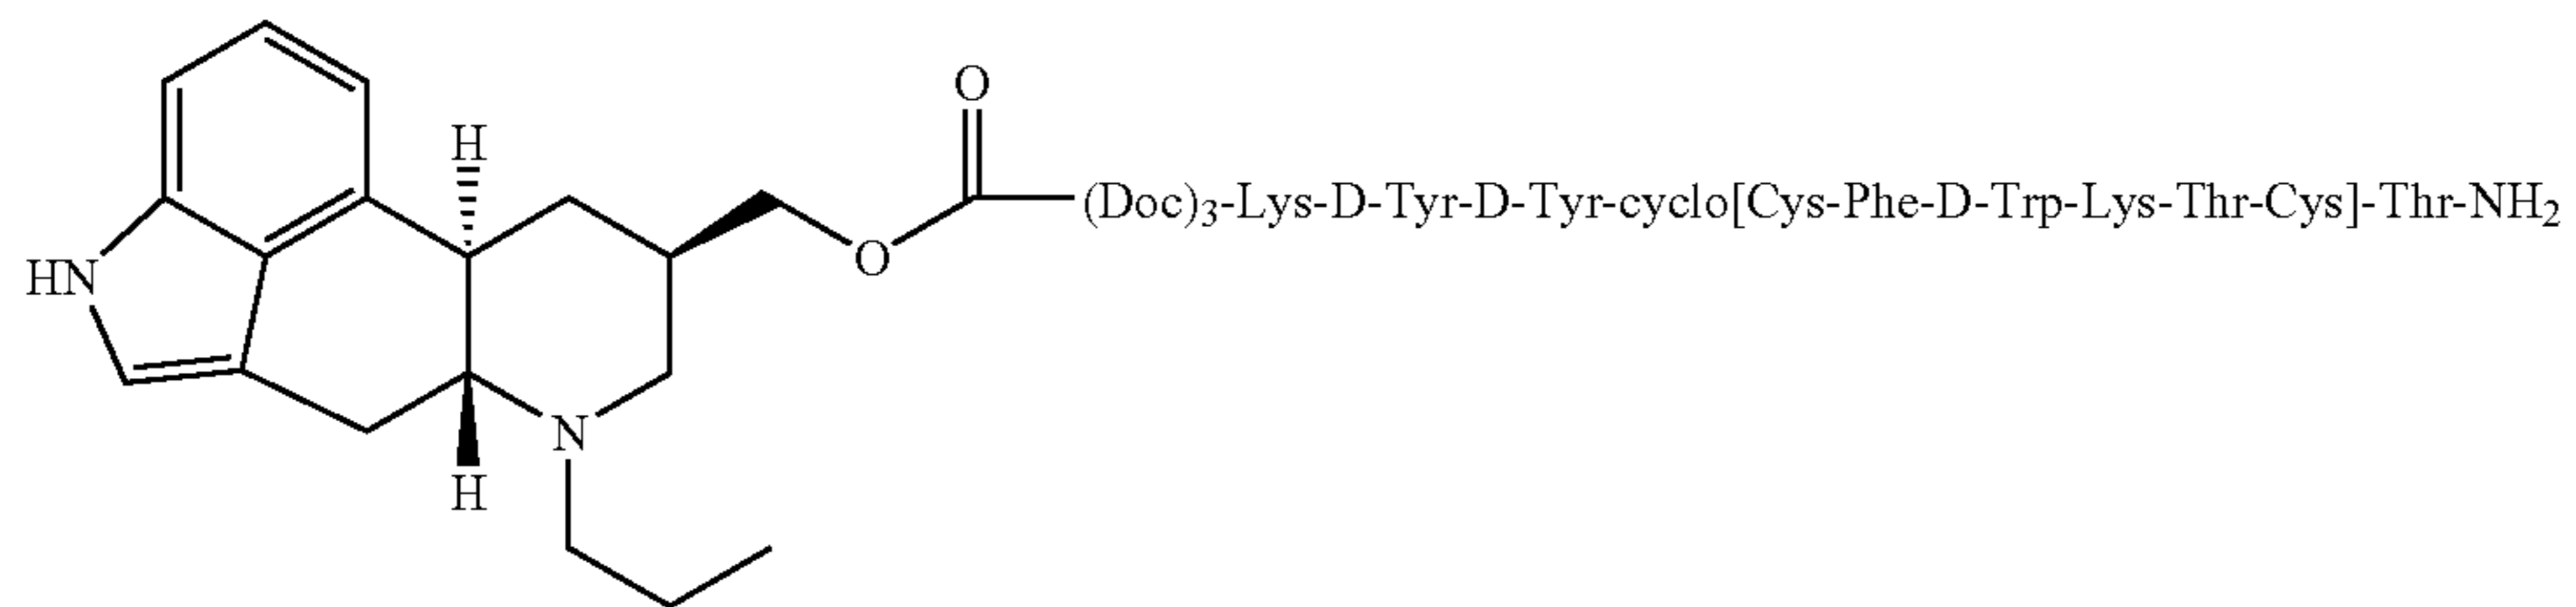 O
H
(Doc)3-Lys-D-Tyr-D-Tyr-cyclo[Cys-Phe-D-Trp-Lys-Thr-Cys]-Thr-NH2
HN
O
N
H